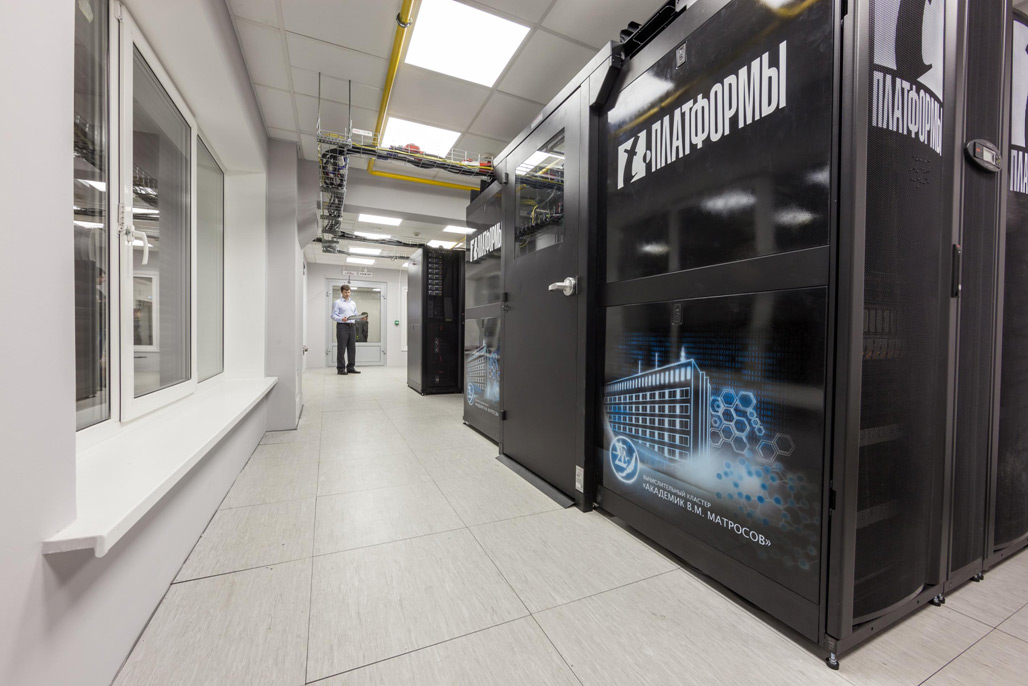 ПЛАТФОРМЫ
ПЛАТФОРМЫ
ПЛАТФОРМЫ
ВЫЧИСЛИТЕЛЬНЫЙ КЛАСТЕР
«АКАДЕМИК В.М. МАТРОСОВ»